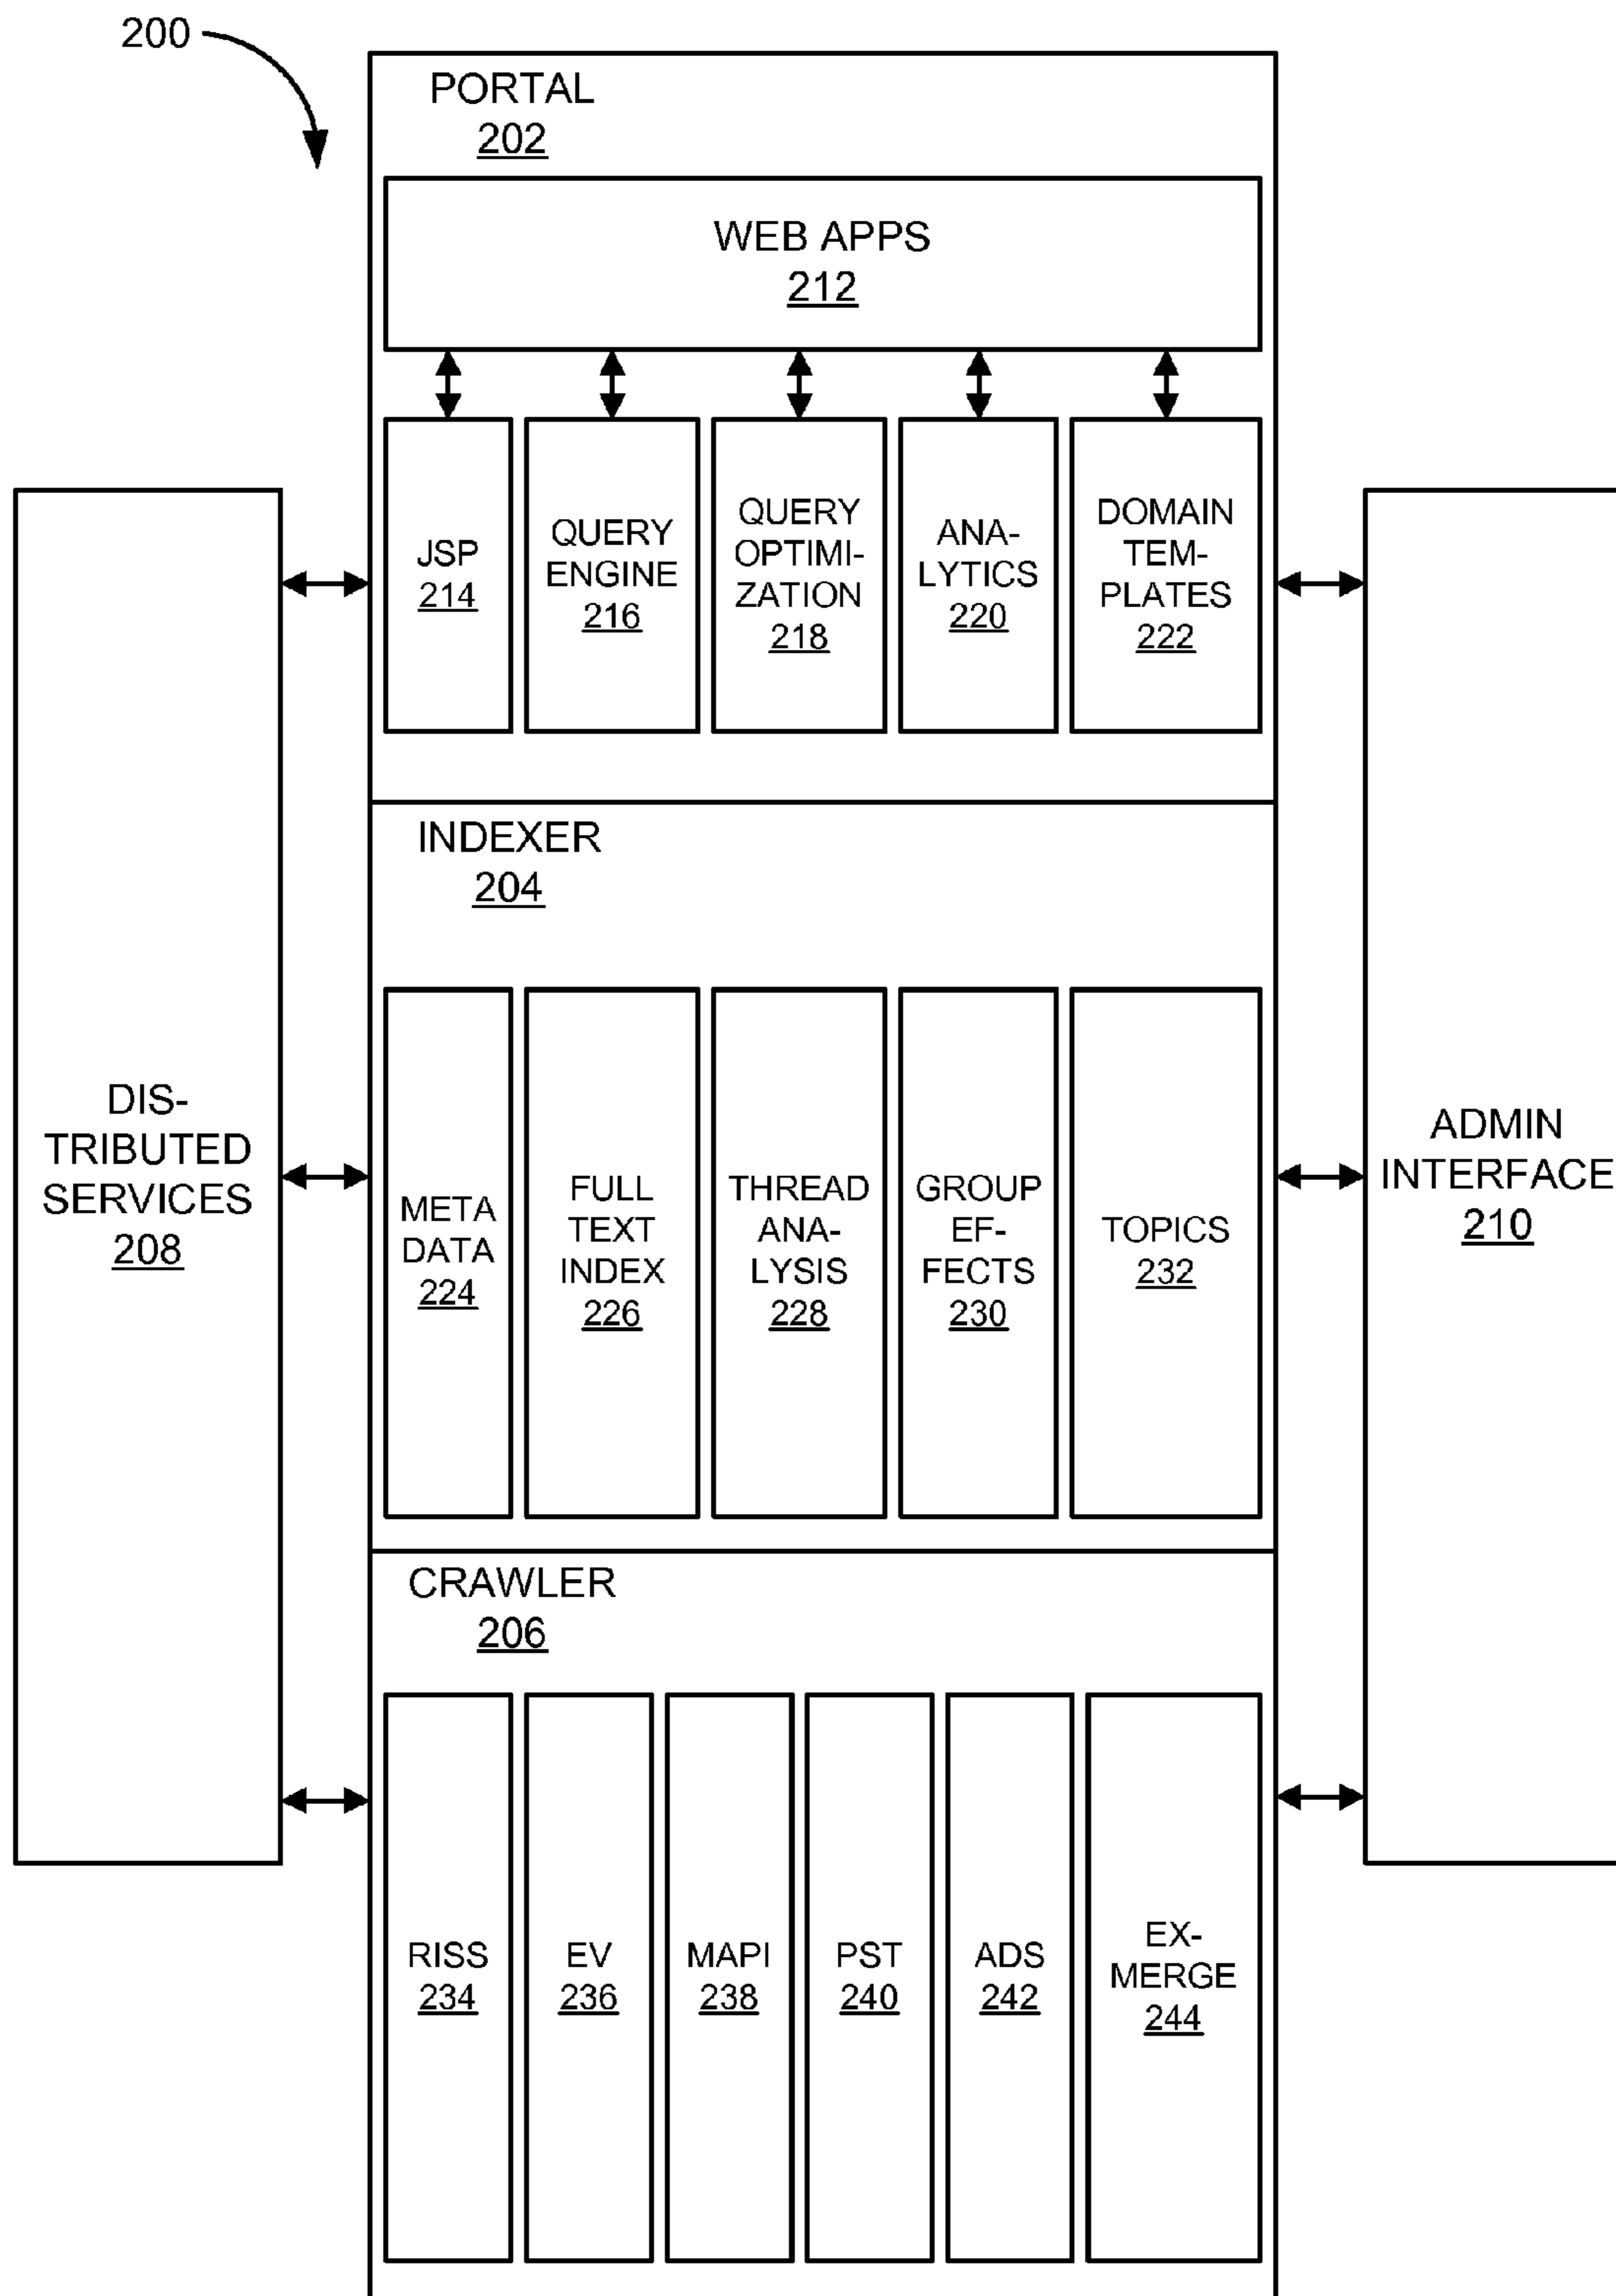 200
PORTAL
202
WEB APPS
212
JSP
214
QUERY
ENGINE
216
QUERY
OPTIMI-
ZATION
218
ANA-
LYTICS
220
DOMAIN
TEM-
PLATES
222
INDEXER
204
META
DATA
224
FULL
TEXT
INDEX
226
THREAD
ANA-
LYSIS
228
GROUP
EF-
FECTS
230
TOPICS
232
CRAWLER
206
RISS
234
EV
236
MAPI
238
PST
240
ADS
242
EX-
MERGE
244
DIS-
TRIBUTED
SERVICES
208
ADMIN
INTERFACE
210